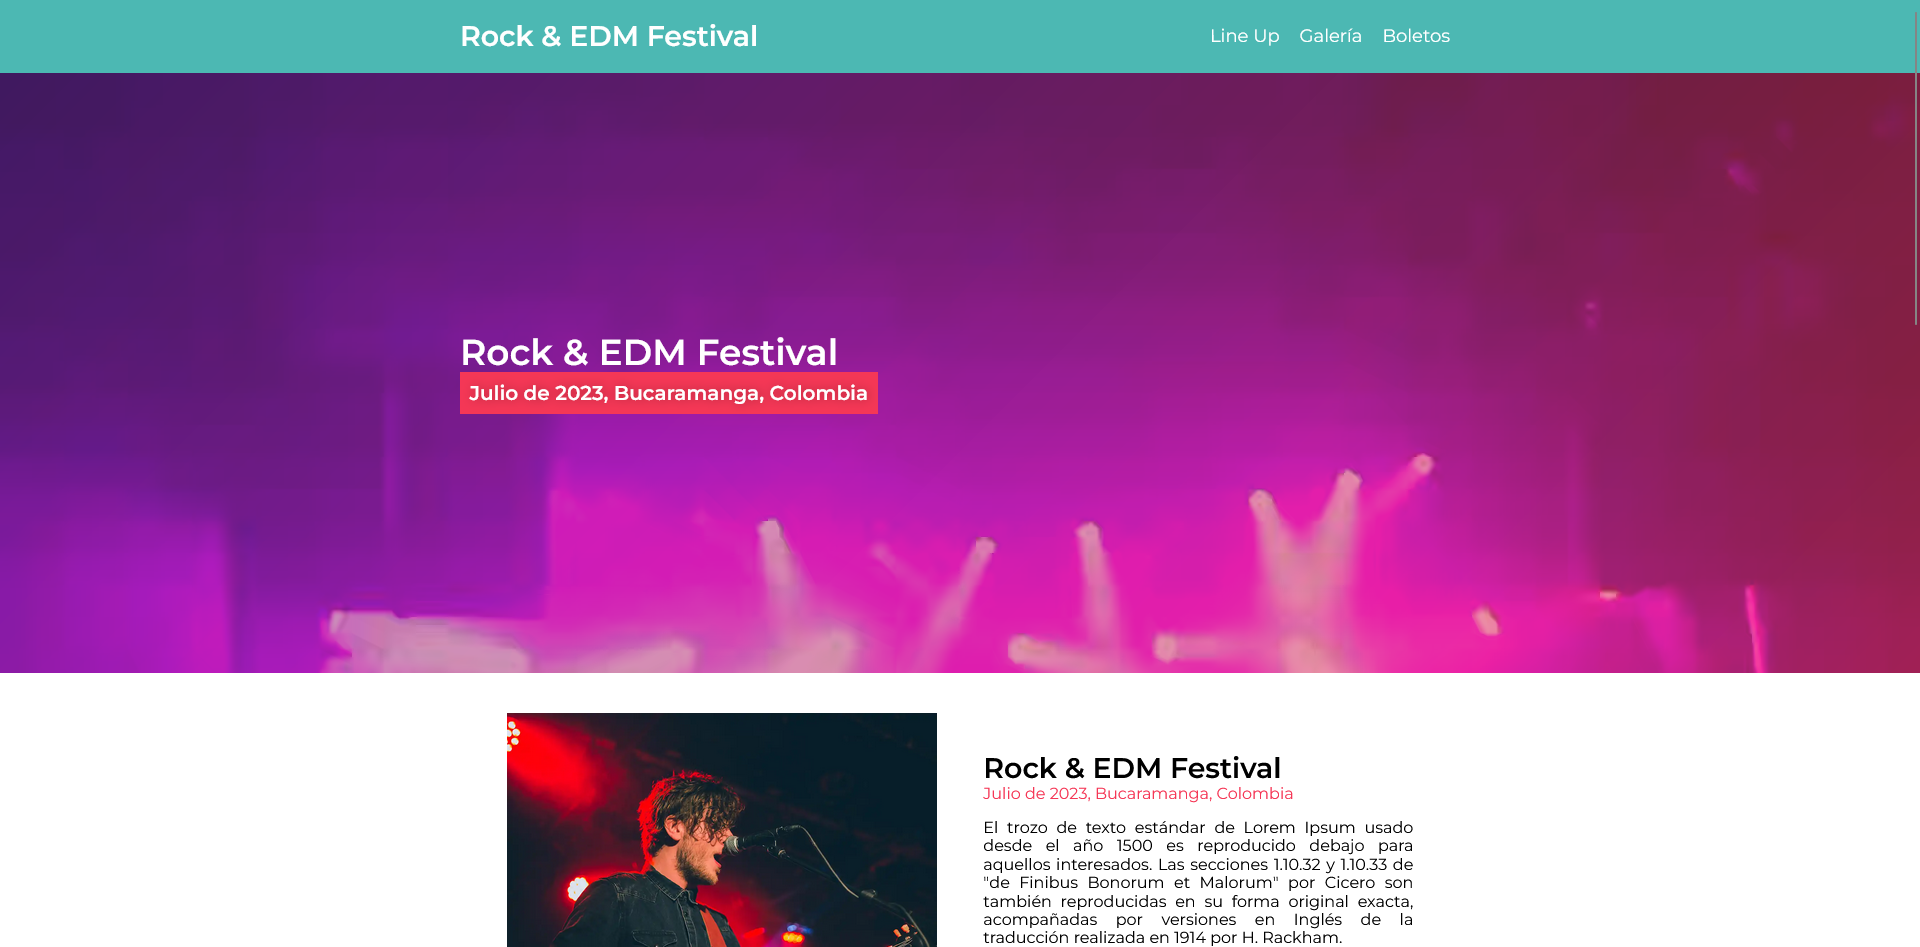 Rock & EDM Festival
Line Up Galería Boletos
Rock & EDM Festival
Julio de 2023, Bucaramanga, Colombia
Rock & EDM Festival
Julio de 2023, Bucaramanga, Colombia
El trozo de texto estándar de Lorem Ipsum usado
desde el año 1500 es reproducido debajo para
aquellos interesados. Las secciones 1.10.32 y 1.10.33 de
"de Finibus Bonorum et Malorum" por Cicero son
también reproducidas en su forma original exacta,
acompañadas por versiones en Inglés de la
traducción realizada en 1914 por H. Rackham.